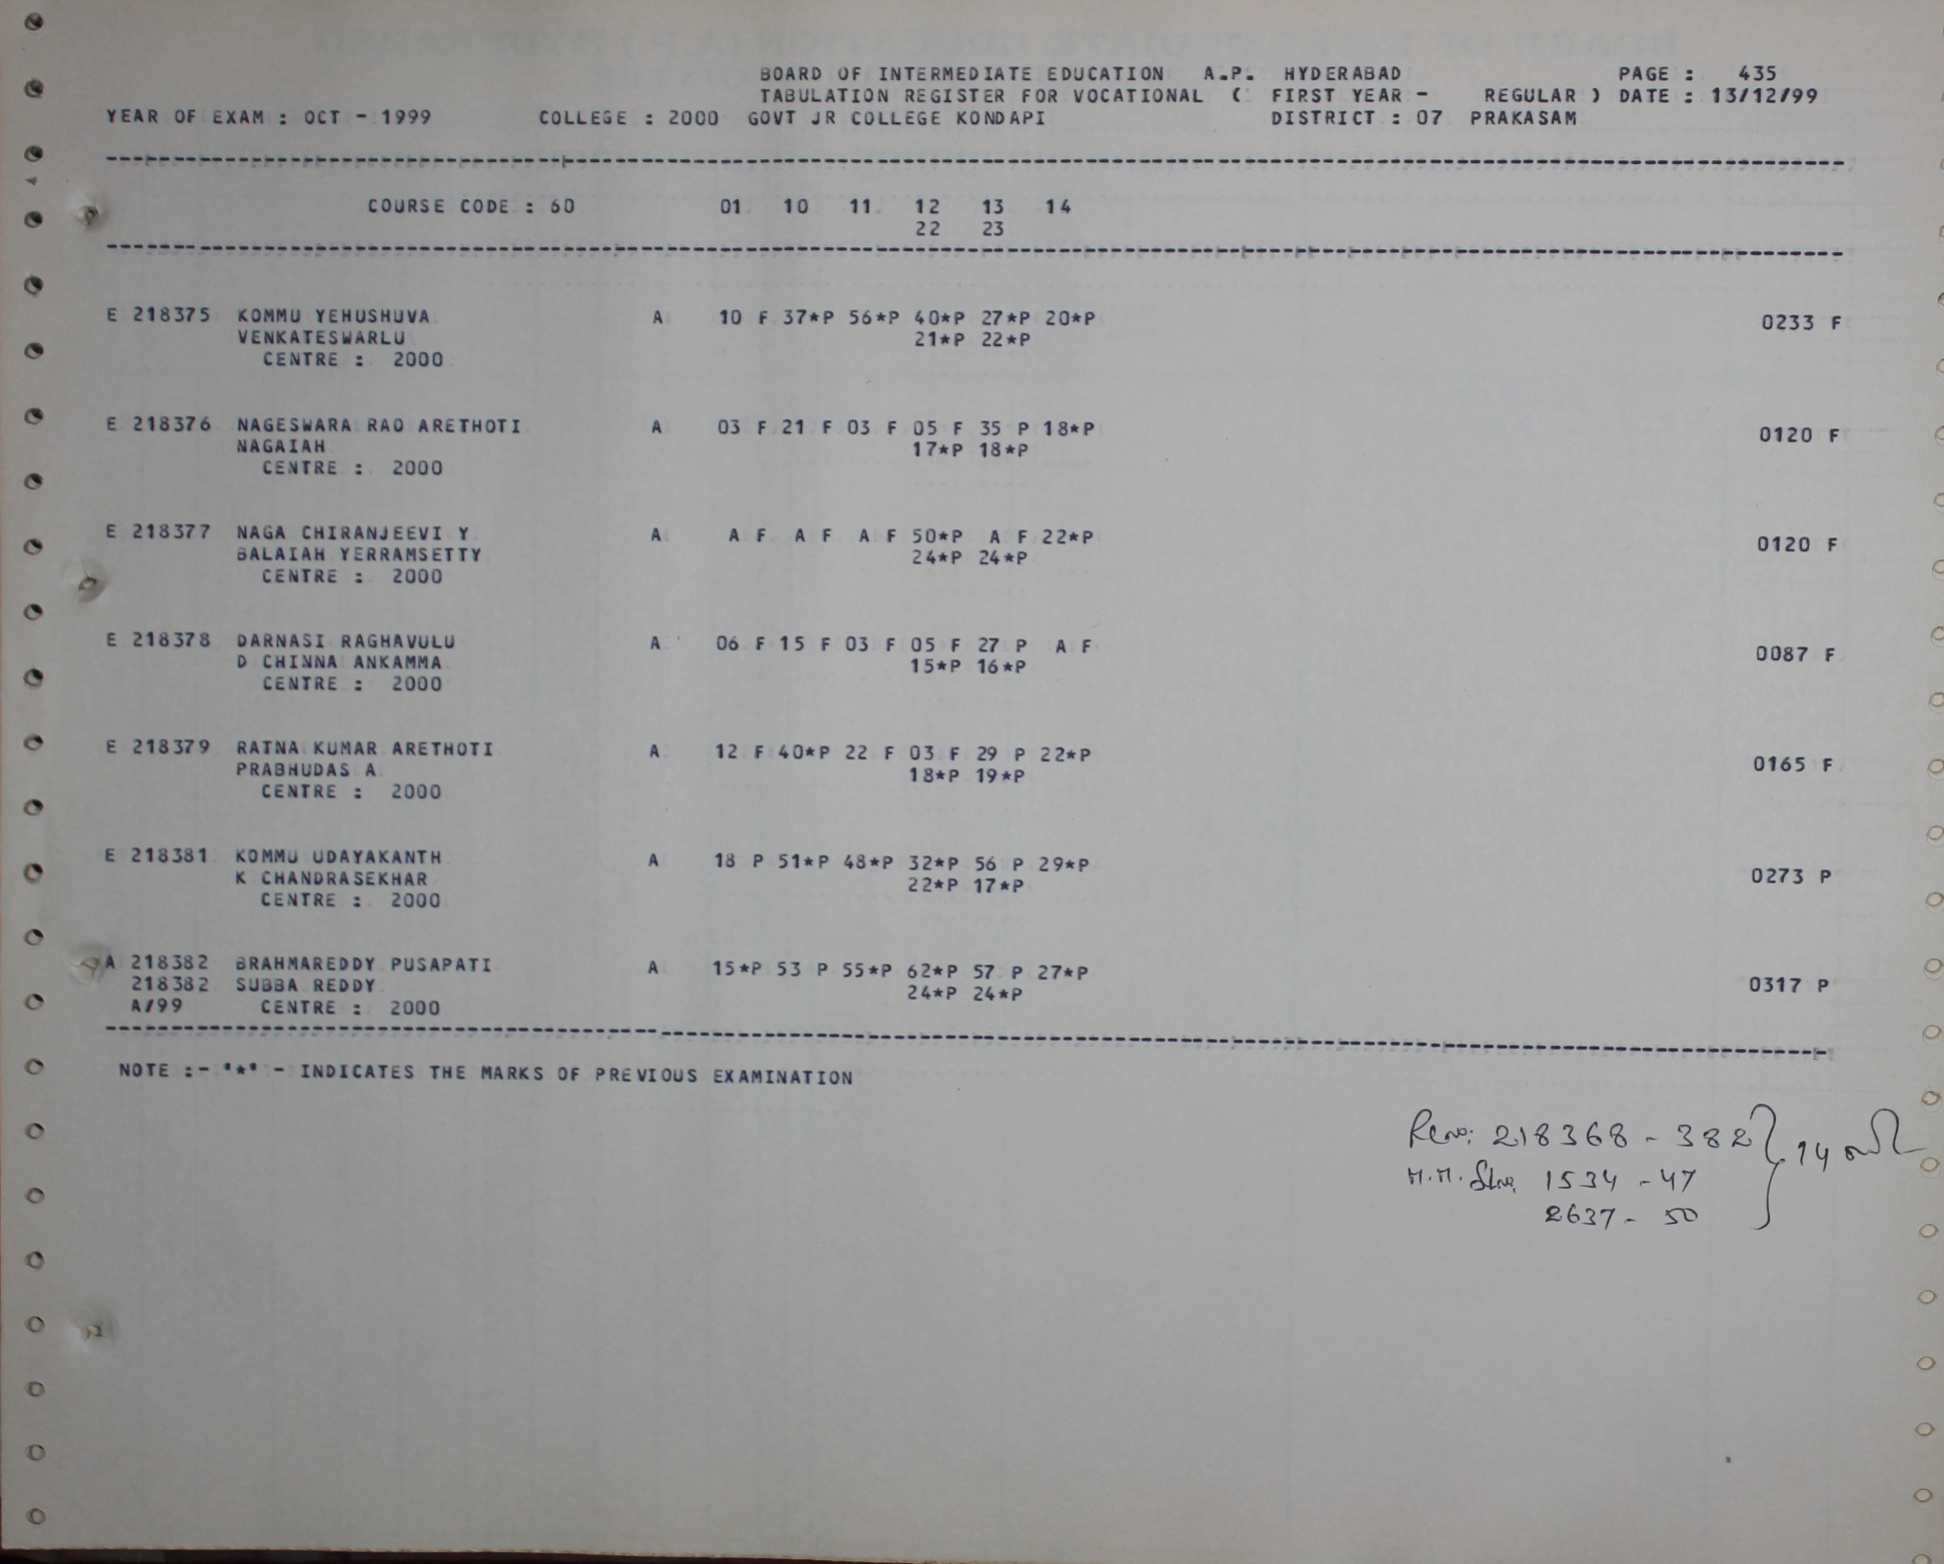 BOARD OF INTERMEDIATE EDUCATION A.P. HYDERABAD PAGE : 435
TABULATION REGISTER FOR VOCATIONAL ( FIRST YEAR - REGULAR ) DATE : 13/12/99
YEAR OF EXAM : OCT - 1999 COLLEGE : 2000 GOVT JR COLLEGE KONDAPI DISTRICT : 07 PRAKASAM
COURSE CODE : 60 01 10 11 12 13 14
22 23
E 218375 KOMMU YEHUSHUVA A 10 F 37*P 56*P 40*P 27*P 20*P 0233 F
VENKATESWARLU 21*P 22*P
CENTRE : 2000
E 218376 NAGESWARA RAO ARETHOTI A 03 F 21 F 03 F 05 F 35 P 18*P 0120 F
NAGAIAH 17*P 18*P
CENTRE : 2000
E 218377 NAGA CHIRANJEEVI Y A A F A F A F 50*P A F 22*P 0120 F
BALAIAH YERRAMSETTY 24*P 24*P
CENTRE : 2000
E 218378 DARNASI RAGHAVULU A 06 F 15 F 03 F 05 F 27 P A F 0087 F
D CHINNA ANKAMMA 15*P 16*P
CENTRE : 2000
E 218379 RATNA KUMAR ARETHOTI A 12 F 40*P 22 F 03 F 29 P 22*P 0165 F
PRABHUDAS A 18*P 19*P
CENTRE : 2000
E 218381 KOMMU UDAYAKANTH A 18 P 51*P 48*P 32*P 56 P 29*P 0273 P
K CHANDRASEKHAR 22*P 17*P
CENTRE : 2000
A 218382 BRAHMAREDDY PUSAPATI A 15*P 53 P 55*P 62*P 57 P 27*P 0317 P
218382 SUBBA REDDY 24*P 24*P
A/99 CENTRE : 2000
NOTE :- "*" - INDICATES THE MARKS OF PREVIOUS EXAMINATION
218368 - 382 } 14
M.M. Slno. 1534 - 47
2637 - 50